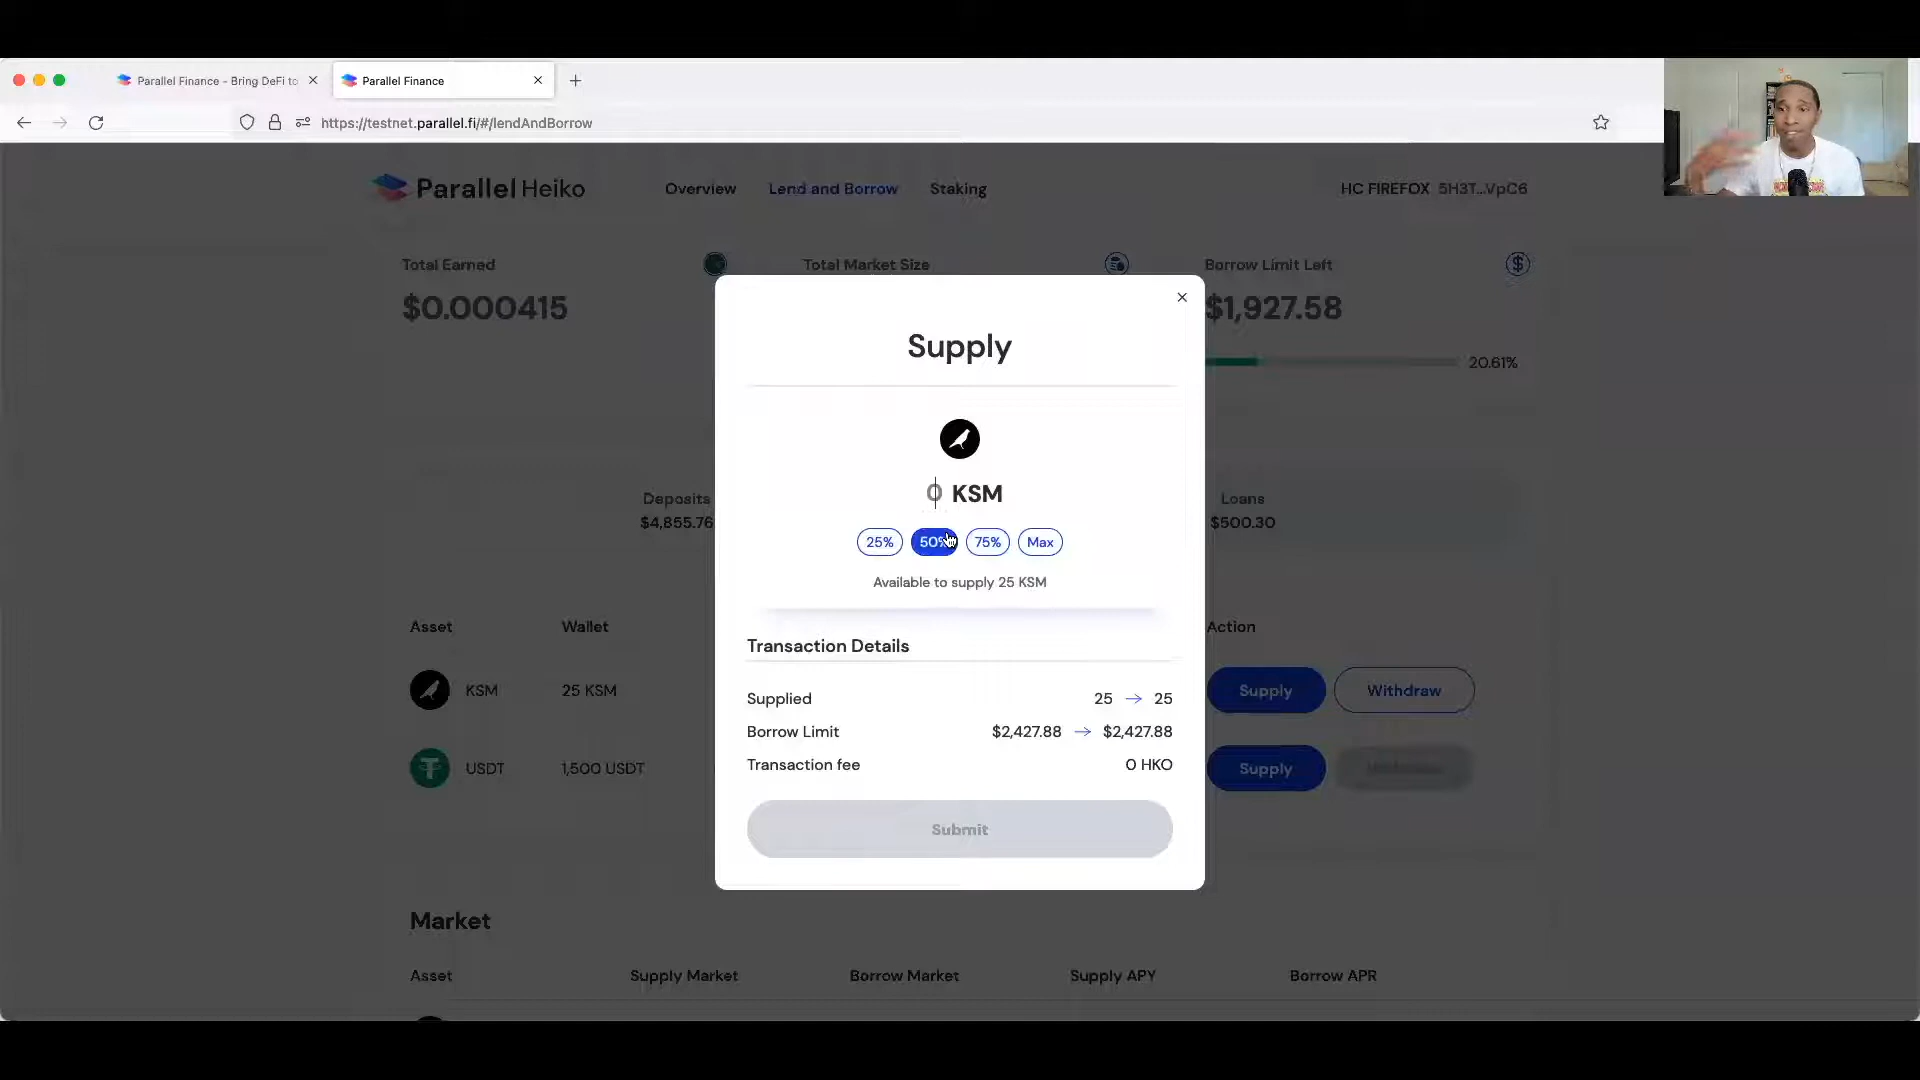 Parallel Finance - Bring DeFi to
Parallel Finance
https://testnet.parallel.fi/#/lendAndBorrow
Parallel Heiko
Overview
Lend and Borrow
Staking
HC FIREFOX 5H3T...VpC6
Total Earned
$0.000415
Total Market Size
Borrow Limit Left
$1,927.58
20.61%
Supply
0 KSM
25%
50%
75%
Max
Available to supply 25 KSM
Deposits
$4,855.76
Loans
$500.30
Transaction Details
Supplied 25 → 25
Borrow Limit $2,427.88 → $2,427.88
Transaction fee 0 HKO
Submit
Asset Wallet Action
KSM 25 KSM Supply Withdraw
USDT 1,500 USDT Supply
Market
Asset Supply Market Borrow Market Supply APY Borrow APR